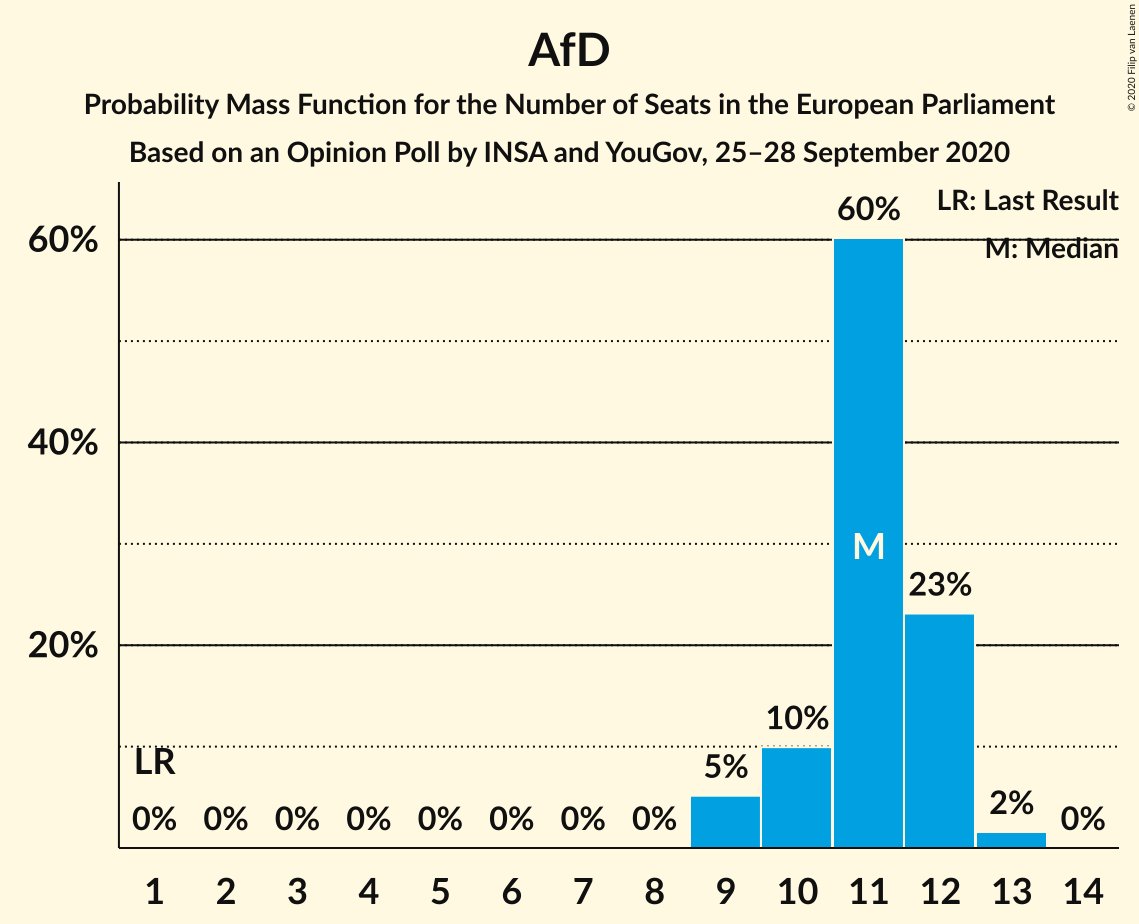 AfD
Probability Mass Function for the Number of Seats in the European Parliament
Based on an Opinion Poll by INSA and YouGov, 25–28 September 2020
© 2020 Filip van Laenen
LR: Last Result
M: Median
60%
40%
20%
60%
M
23%
10%
5%
2%
LR
0% 0% 0% 0% 0% 0% 0% 0% 0%
1 2 3 4 5 6 7 8 9 10 11 12 13 14